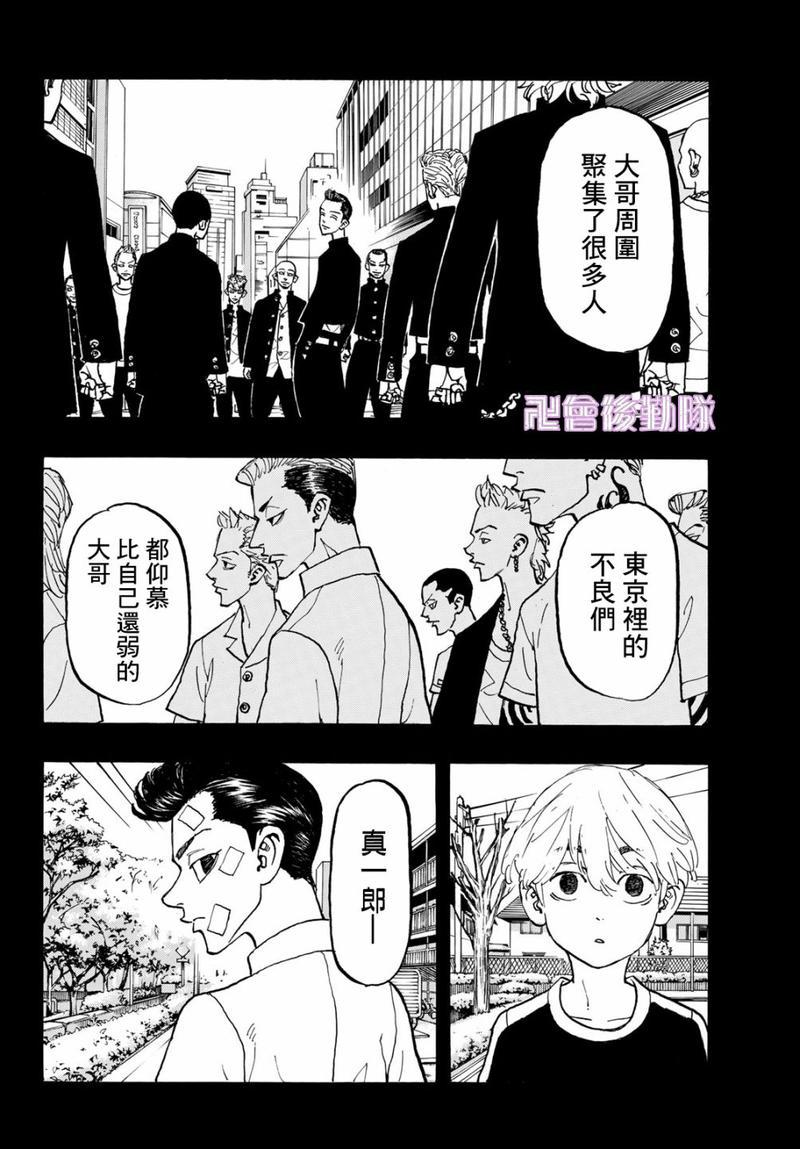 大哥周圍
聚集了很多人
卍會後勤隊
東京裡的
不良們
都仰慕
比自己還弱的
大哥
真一郎—